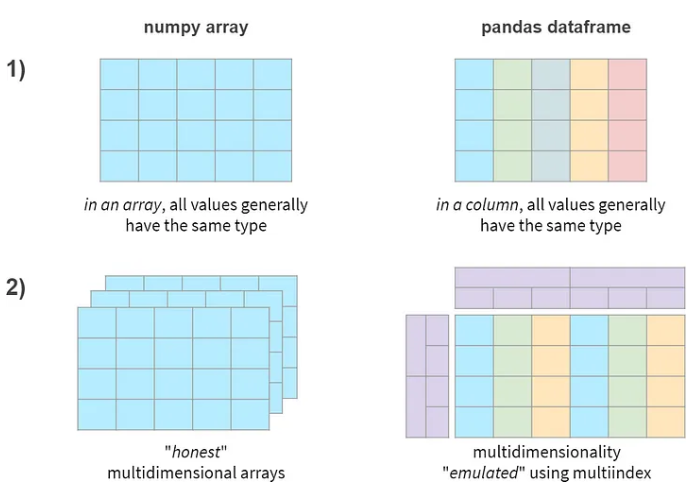 numpy array
pandas dataframe
1)
in an array, all values generally
have the same type
in a column, all values generally
have the same type
2)
"honest"
multidimensional arrays
multidimensionality
"emulated" using multiindex